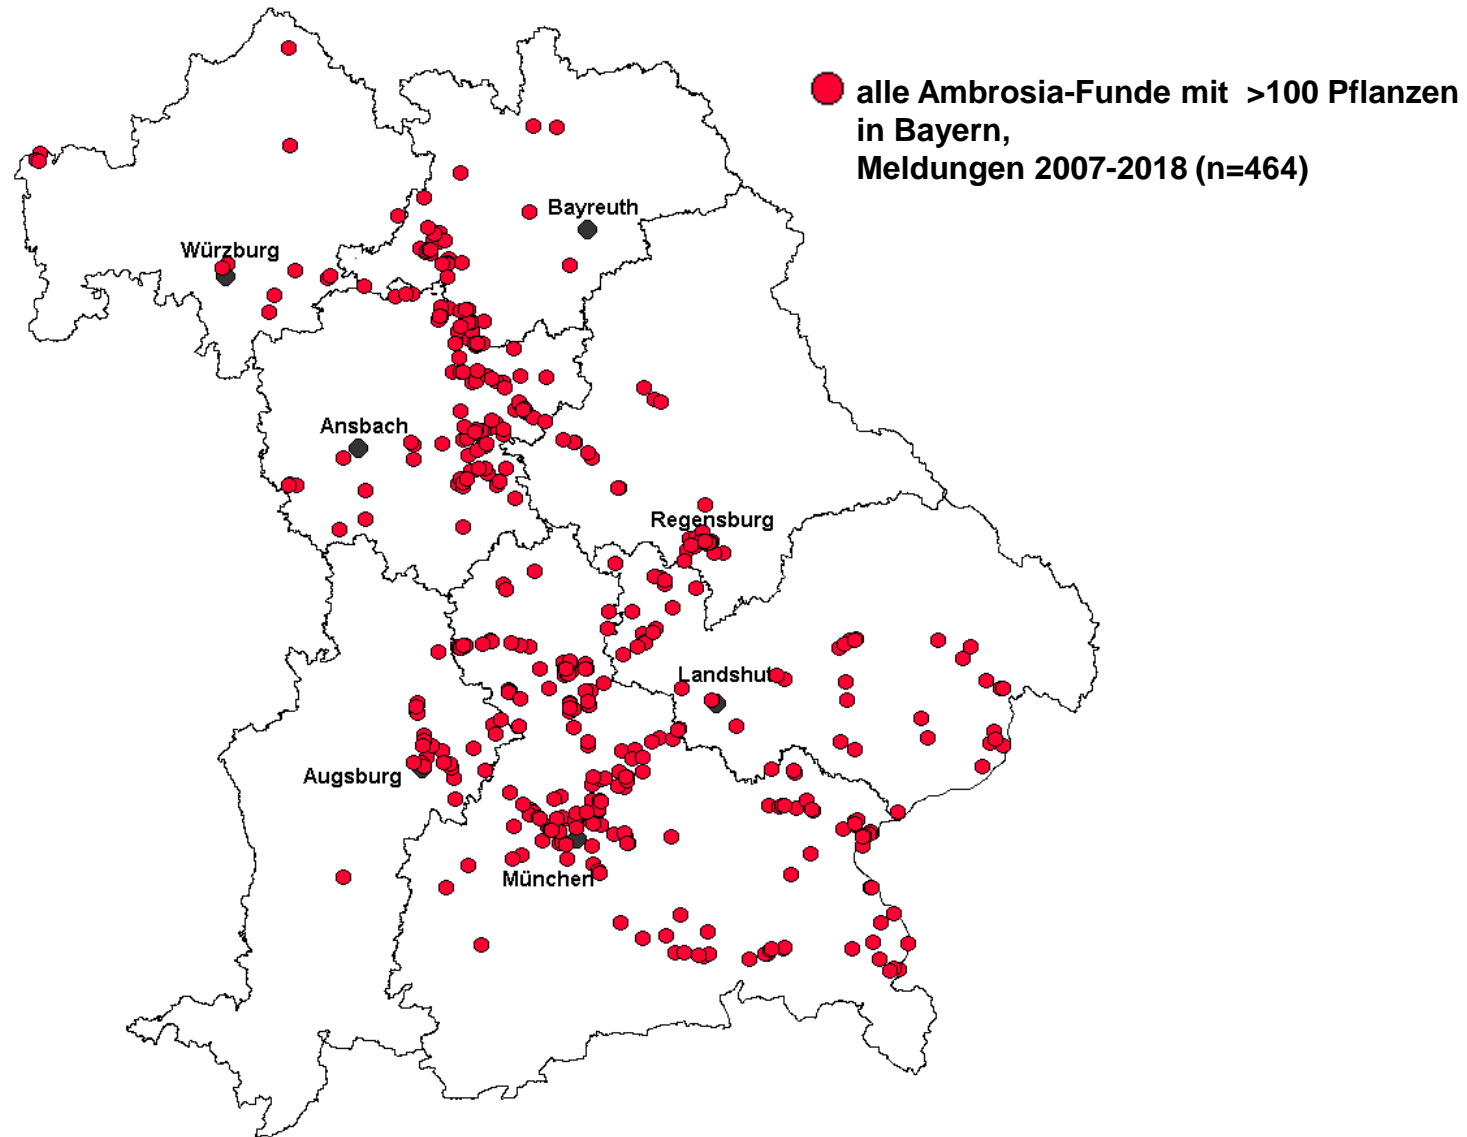 alle Ambrosia-Funde mit >100 Pflanzen
in Bayern,
Meldungen 2007-2018 (n=464)
Bayreuth
Würzburg
Ansbach
Regensburg
Landshut
Augsburg
München